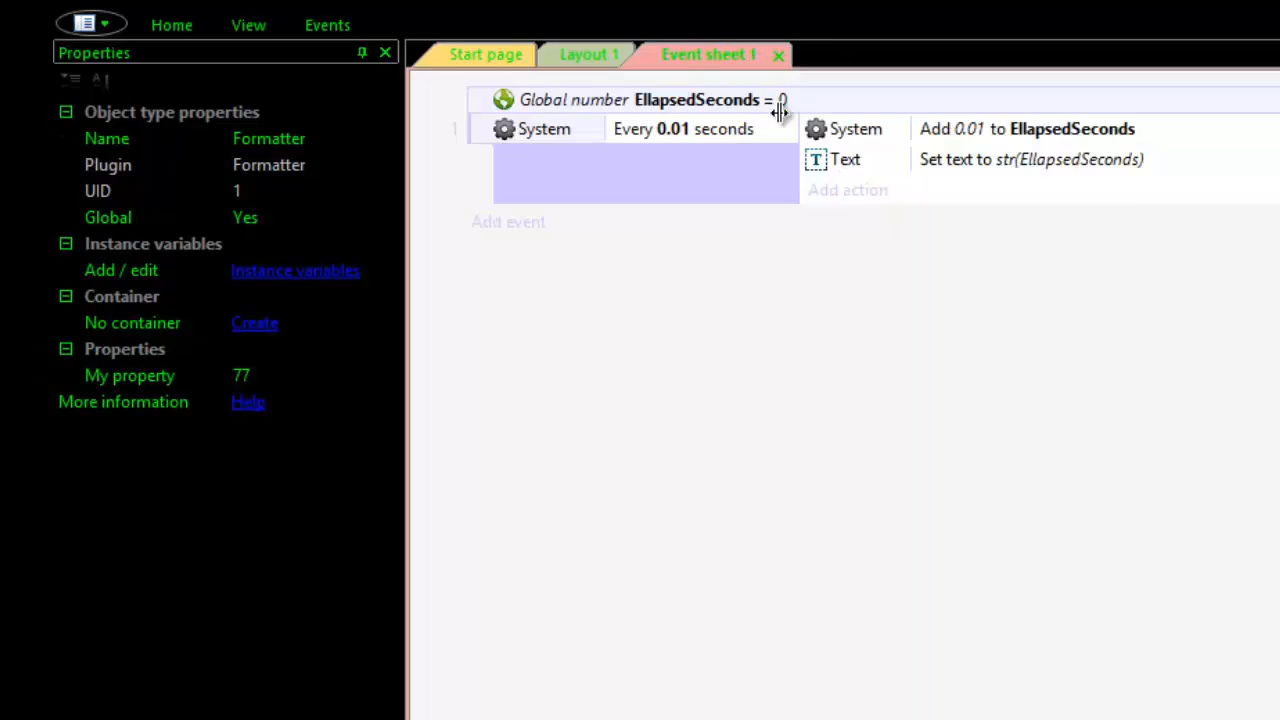 Home View Events
Properties
Start page Layout 1 Event sheet 1
Object type properties
Name Formatter
Plugin Formatter
UID 1
Global Yes
Instance variables
Add / edit Instance variables
Container
No container Create
Properties
My property 77
More information Help
Global number EllapsedSeconds = 0
1 System Every 0.01 seconds System Add 0.01 to EllapsedSeconds
T Text Set text to str(EllapsedSeconds)
Add action
Add event